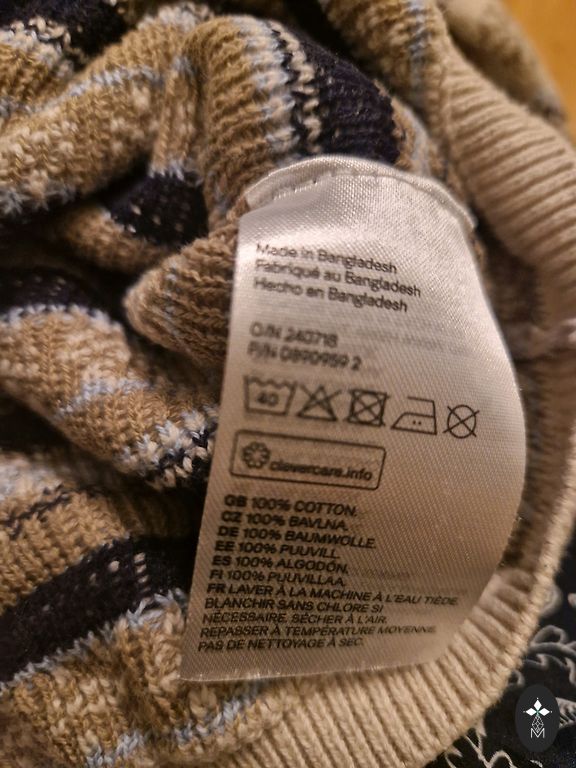 Made in Bangladesh
Fabriqué au Bangladesh
Hecho en Bangladesh
O/N 240718
P/N 0890959 2
40
clevercare.info
GB 100% COTTON.
CZ 100% BAVLNA.
DE 100% BAUMWOLLE.
EE 100% PUUVILL.
ES 100% ALGODÓN.
FI 100% PUUVILLAA.
FR LAVER À LA MACHINE À L'EAU TIÈDE.
BLANCHIR SANS CHLORE SI
NÉCESSAIRE. SÉCHER À L'AIR.
REPASSER À TEMPÉRATURE MOYENNE.
PAS DE NETTOYAGE À SEC.
M